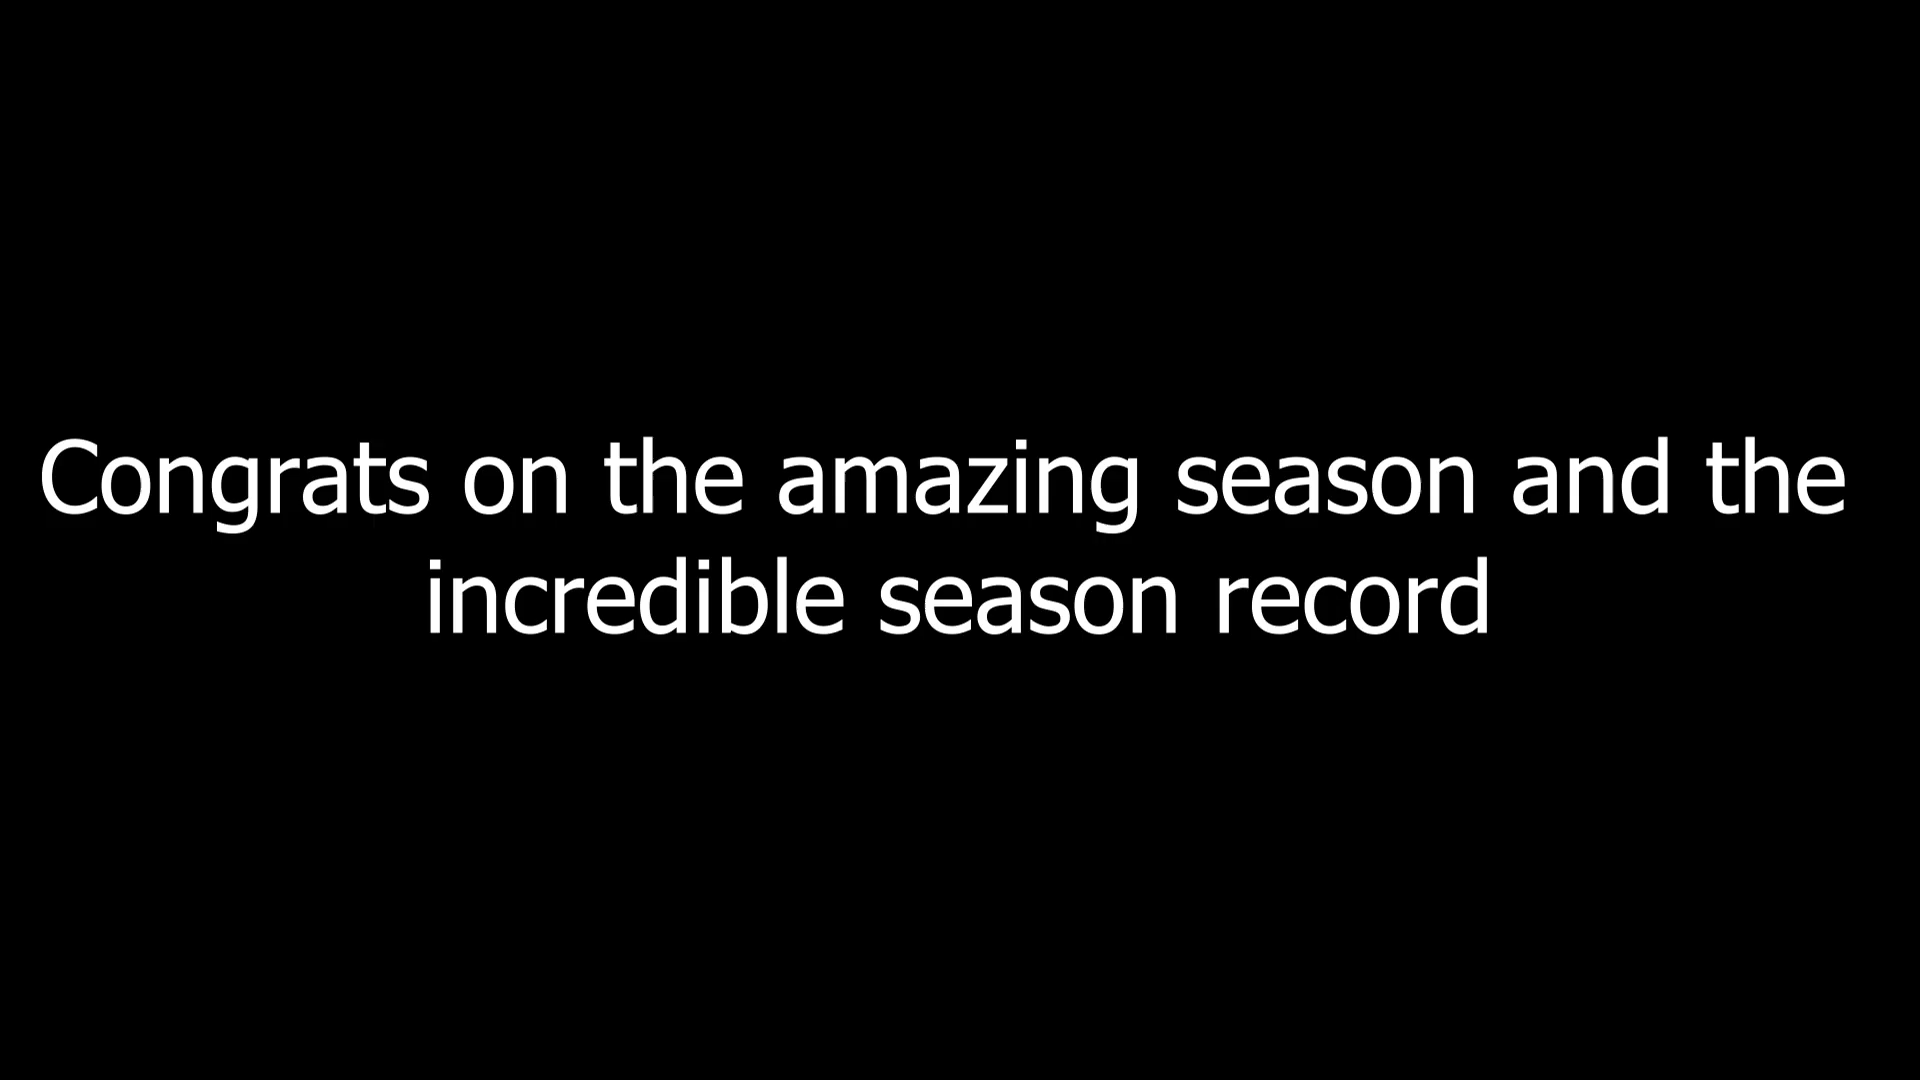 Congrats on the amazing season and the
incredible season record